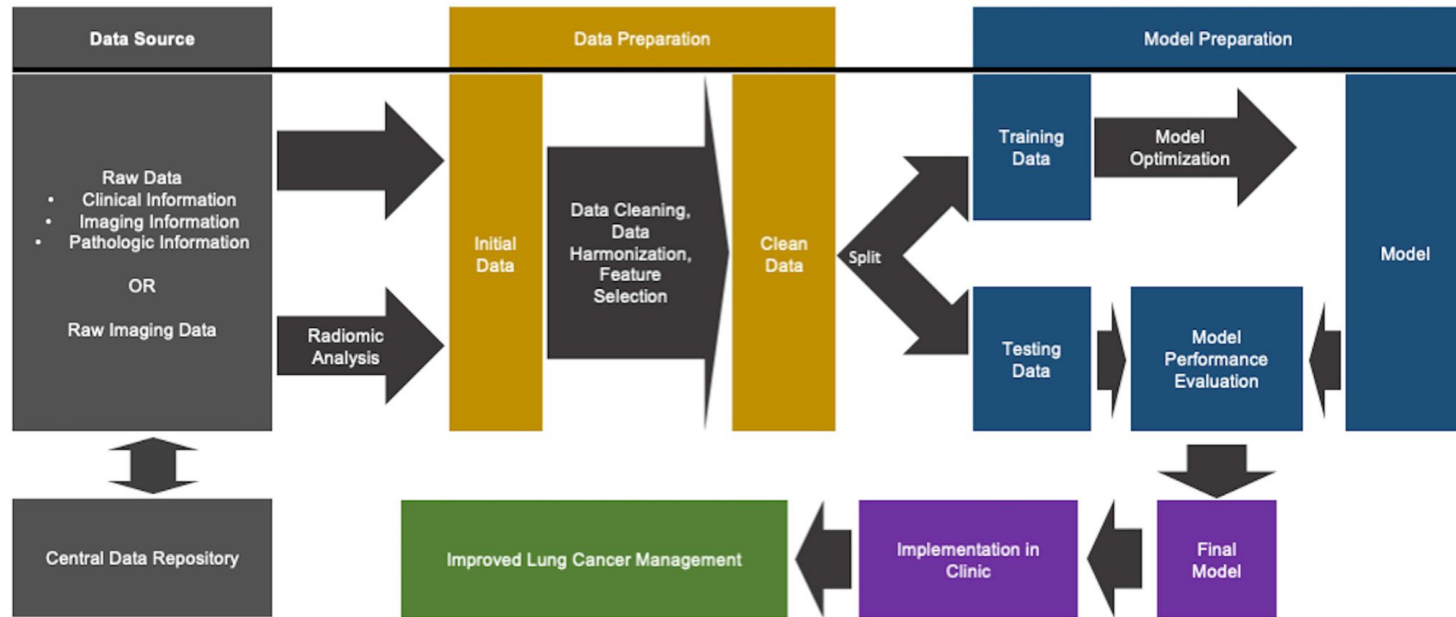 Data Source
Data Preparation
Model Preparation
Raw Data
• Clinical Information
• Imaging Information
• Pathologic Information
OR
Raw Imaging Data
Radiomic
Analysis
Initial
Data
Data Cleaning,
Data
Harmonization,
Feature
Selection
Clean
Data
Split
Training
Data
Model
Optimization
Model
Testing
Data
Model
Performance
Evaluation
Central Data Repository
Improved Lung Cancer Management
Implementation in
Clinic
Final
Model